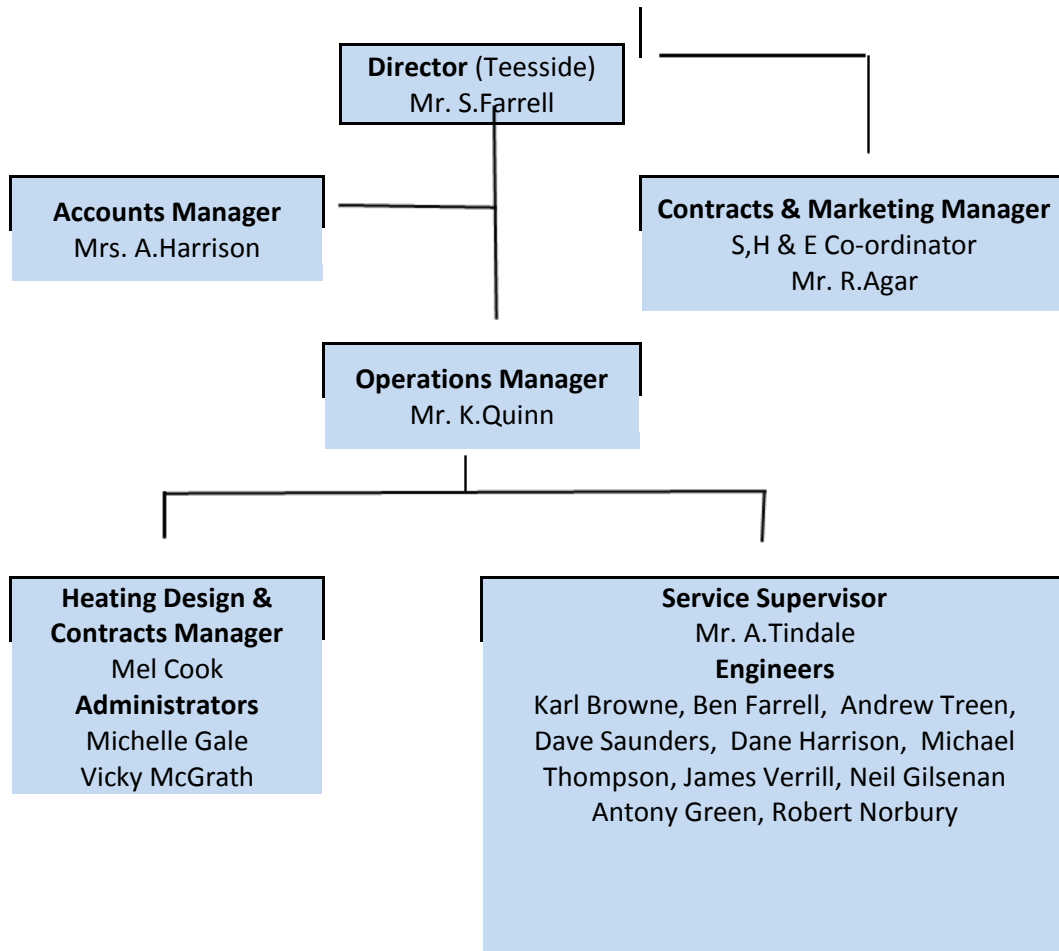 Director (Teesside)
Mr. S.Farrell
Accounts Manager
Mrs. A.Harrison
Contracts & Marketing Manager
S,H & E Co-ordinator
Mr. R.Agar
Operations Manager
Mr. K.Quinn
Heating Design &
Contracts Manager
Mel Cook
Administrators
Michelle Gale
Vicky McGrath
Service Supervisor
Mr. A.Tindale
Engineers
Karl Browne, Ben Farrell, Andrew Treen,
Dave Saunders, Dane Harrison, Michael
Thompson, James Verrill, Neil Gilsenan
Antony Green, Robert Norbury